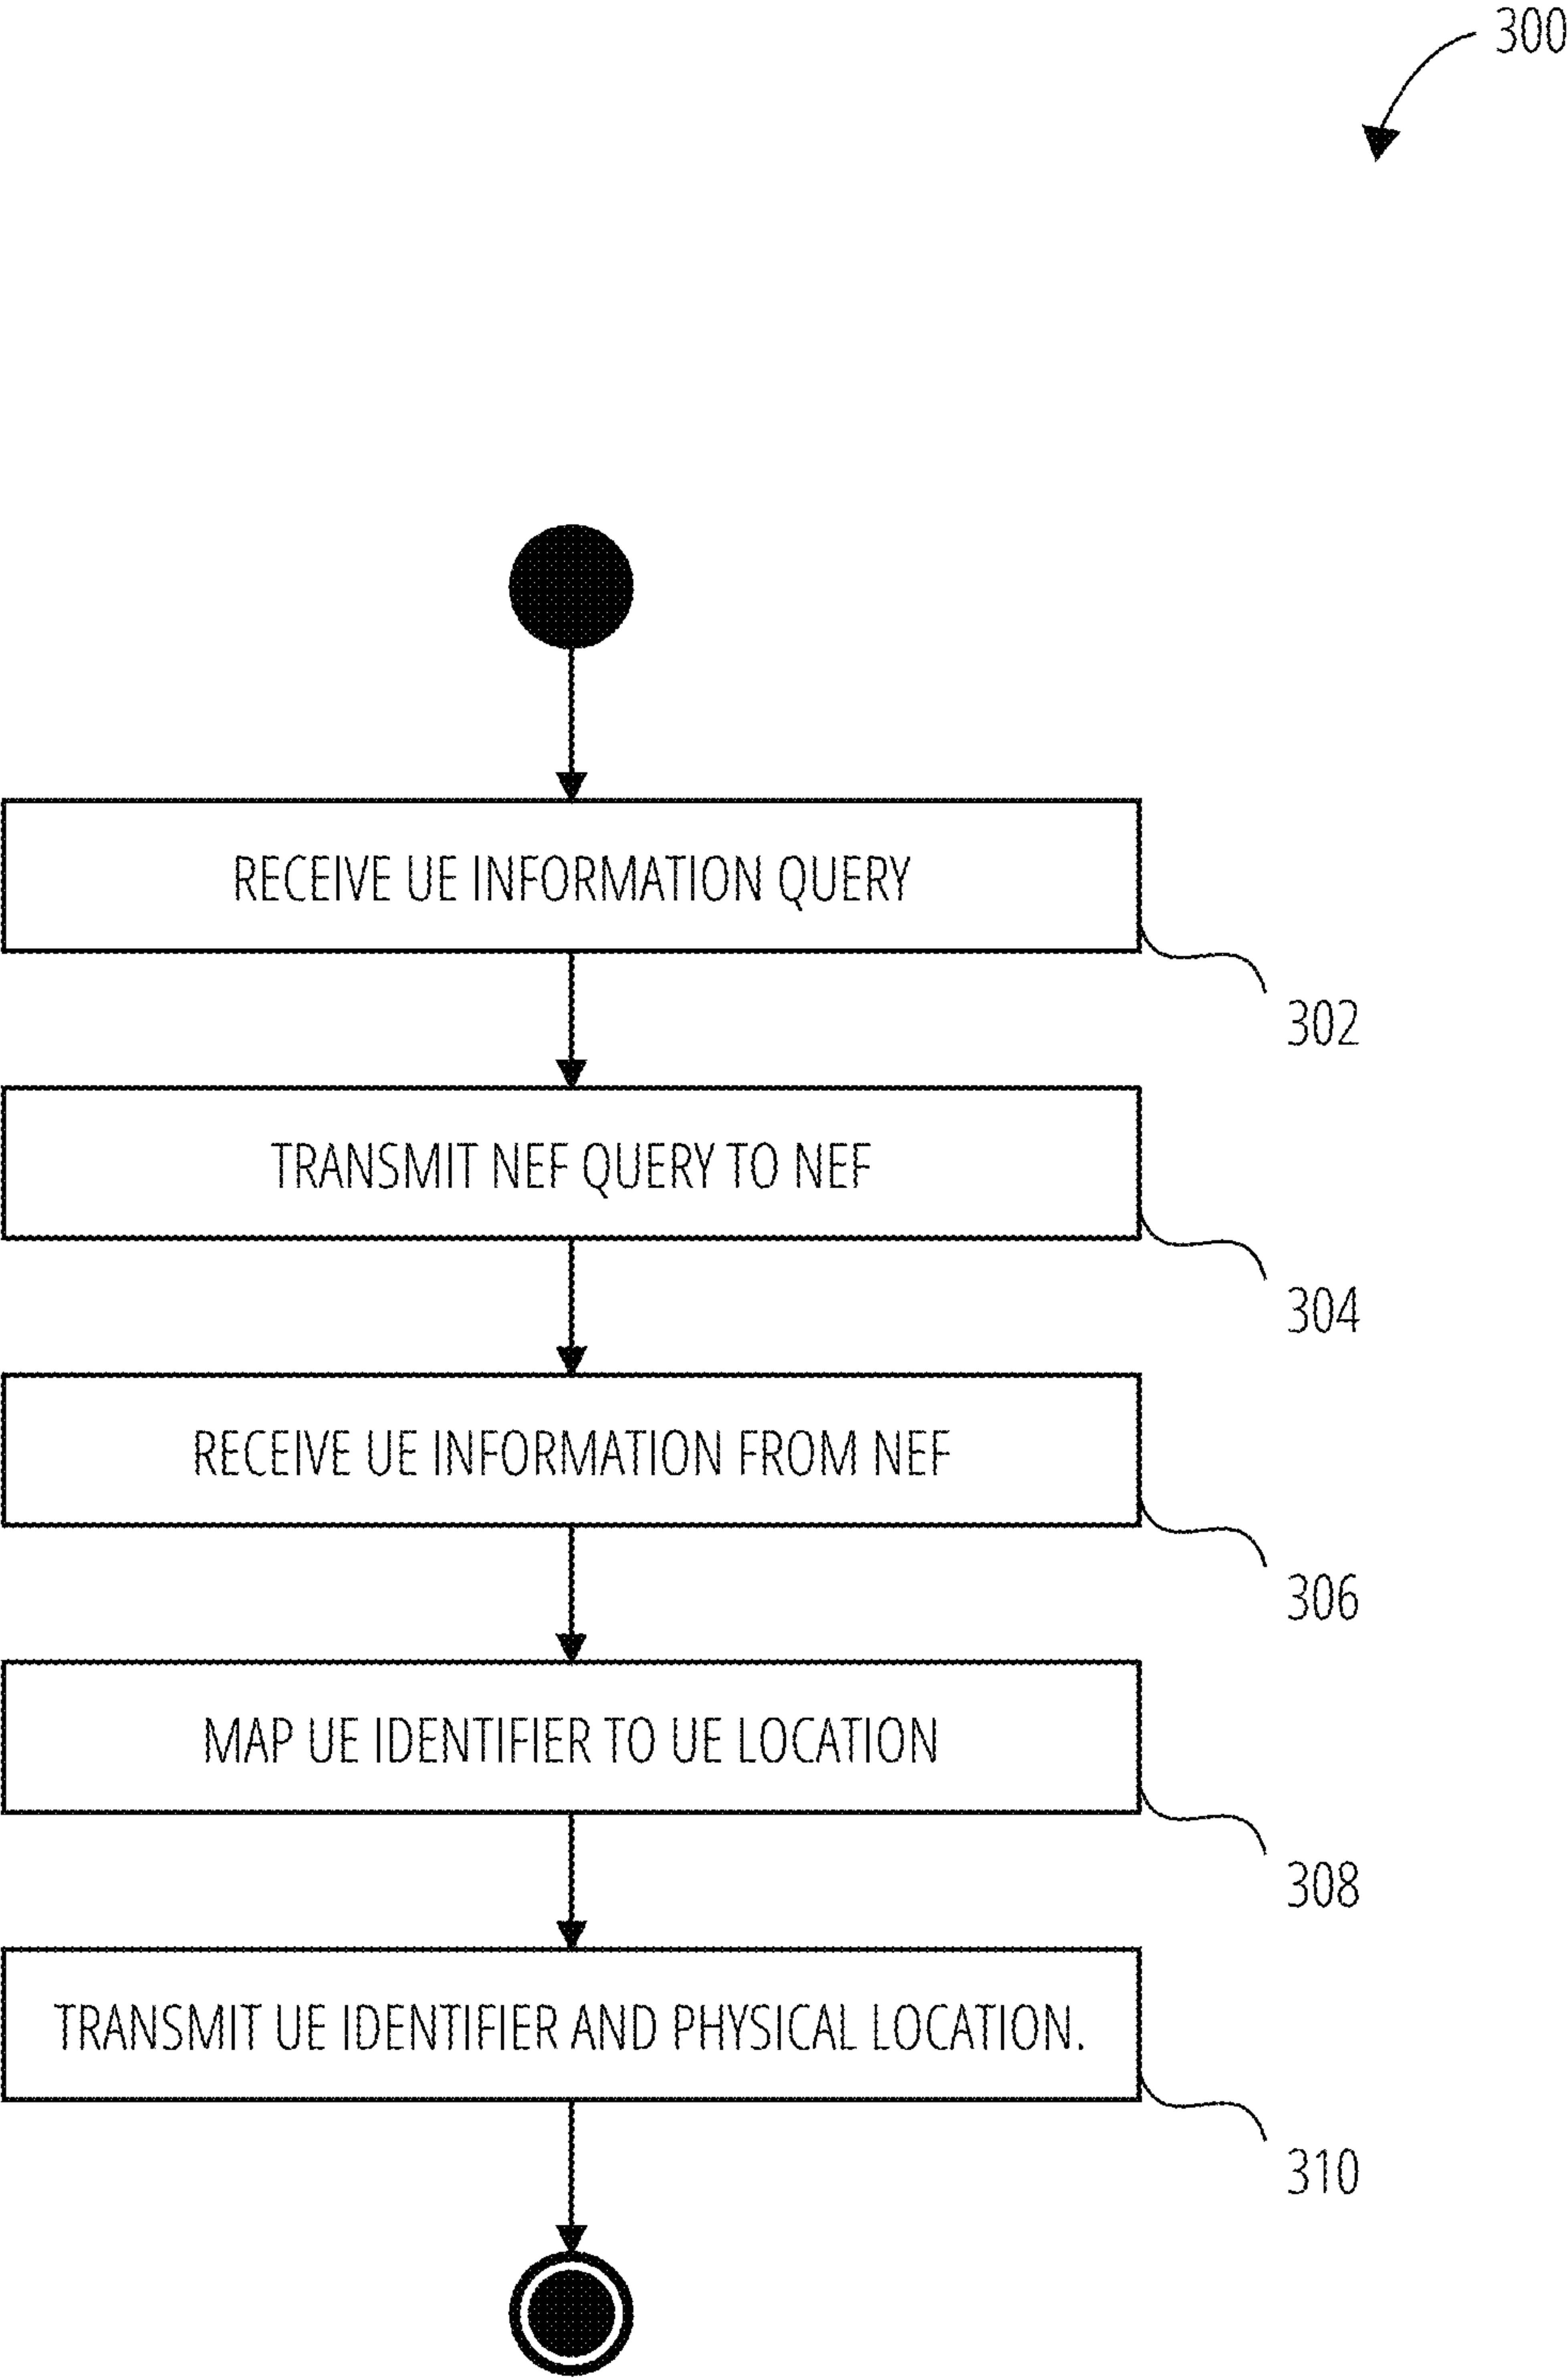 300
RECEIVE UE INFORMATION QUERY
302
TRANSMIT NEF QUERY TO NEF
304
RECEIVE UE INFORMATION FROM NEF
306
MAP UE IDENTIFIER TO UE LOCATION
308
TRANSMIT UE IDENTIFIER AND PHYSICAL LOCATION.
310